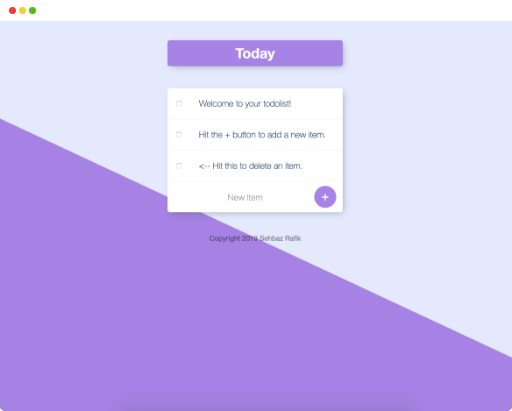 Today
Welcome to your todolist!
Hit the + button to add a new item.
<-- Hit this to delete an item.
New Item
+
Copyright 2019 Sehbaz Rafik